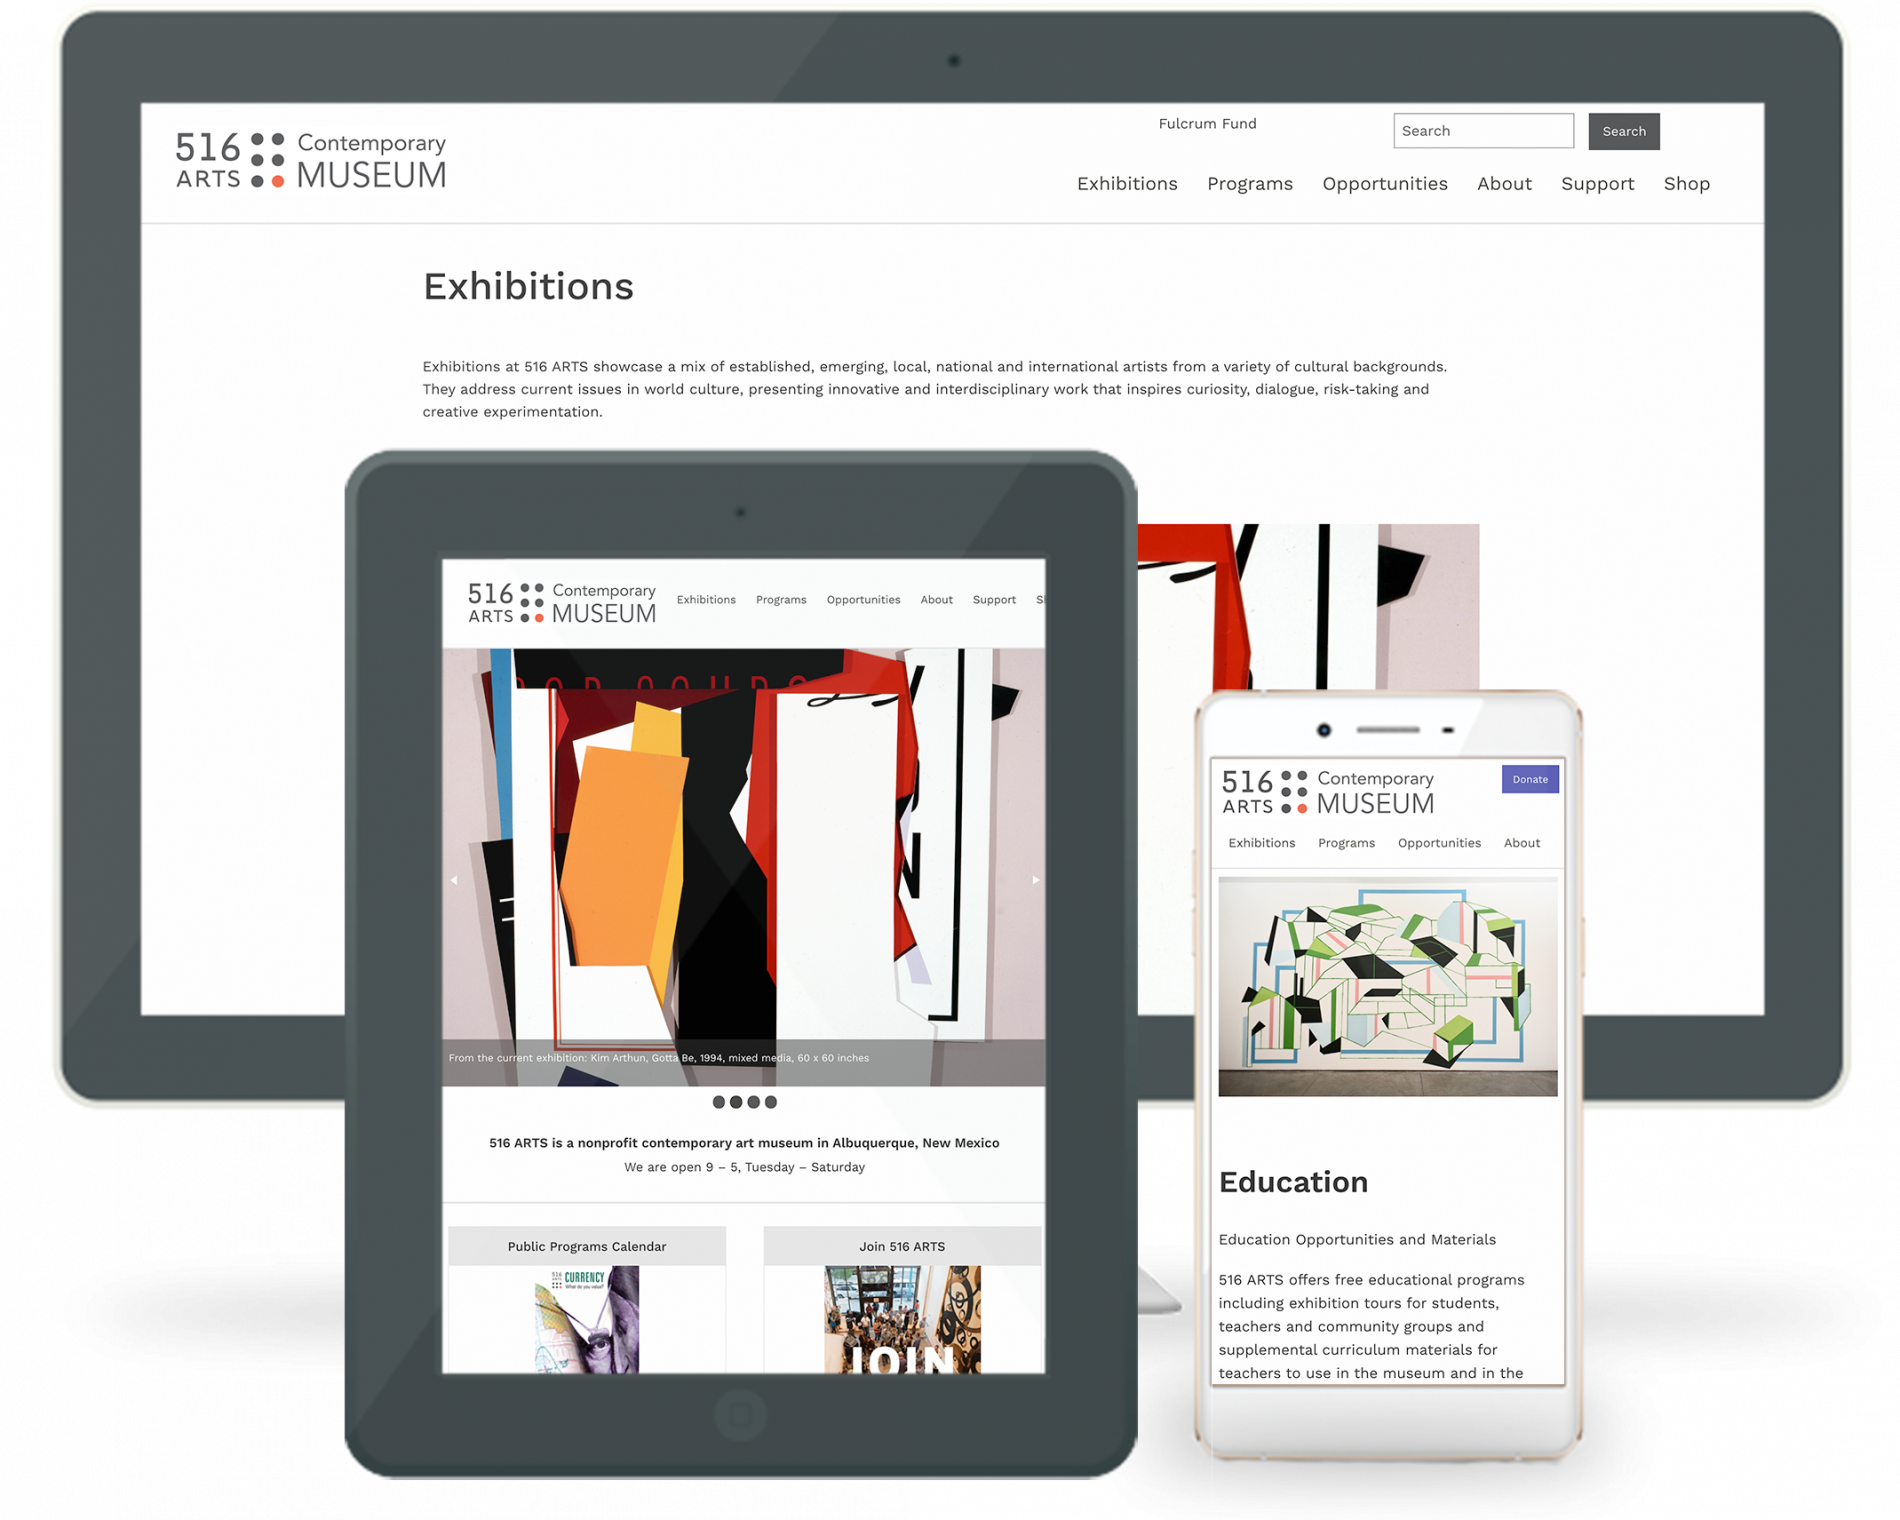 516 ARTS Contemporary MUSEUM
Fulcrum Fund
Search
Search
Exhibitions Programs Opportunities About Support Shop
Exhibitions
Exhibitions at 516 ARTS showcase a mix of established, emerging, local, national and international artists from a variety of cultural backgrounds.
They address current issues in world culture, presenting innovative and interdisciplinary work that inspires curiosity, dialogue, risk-taking and
creative experimentation.
516 ARTS Contemporary MUSEUM
Exhibitions Programs Opportunities About Support
From the current exhibition: Kim Arthun, Gotta Be, 1994, mixed media, 60 x 60 inches
516 ARTS is a nonprofit contemporary art museum in Albuquerque, New Mexico
We are open 9 – 5, Tuesday – Saturday
Public Programs Calendar
516 ARTS CURRENCY
What do you value?
Join 516 ARTS
JOIN
516 ARTS Contemporary MUSEUM
Donate
Exhibitions Programs Opportunities About
Education
Education Opportunities and Materials
516 ARTS offers free educational programs
including exhibition tours for students,
teachers and community groups and
supplemental curriculum materials for
teachers to use in the museum and in the